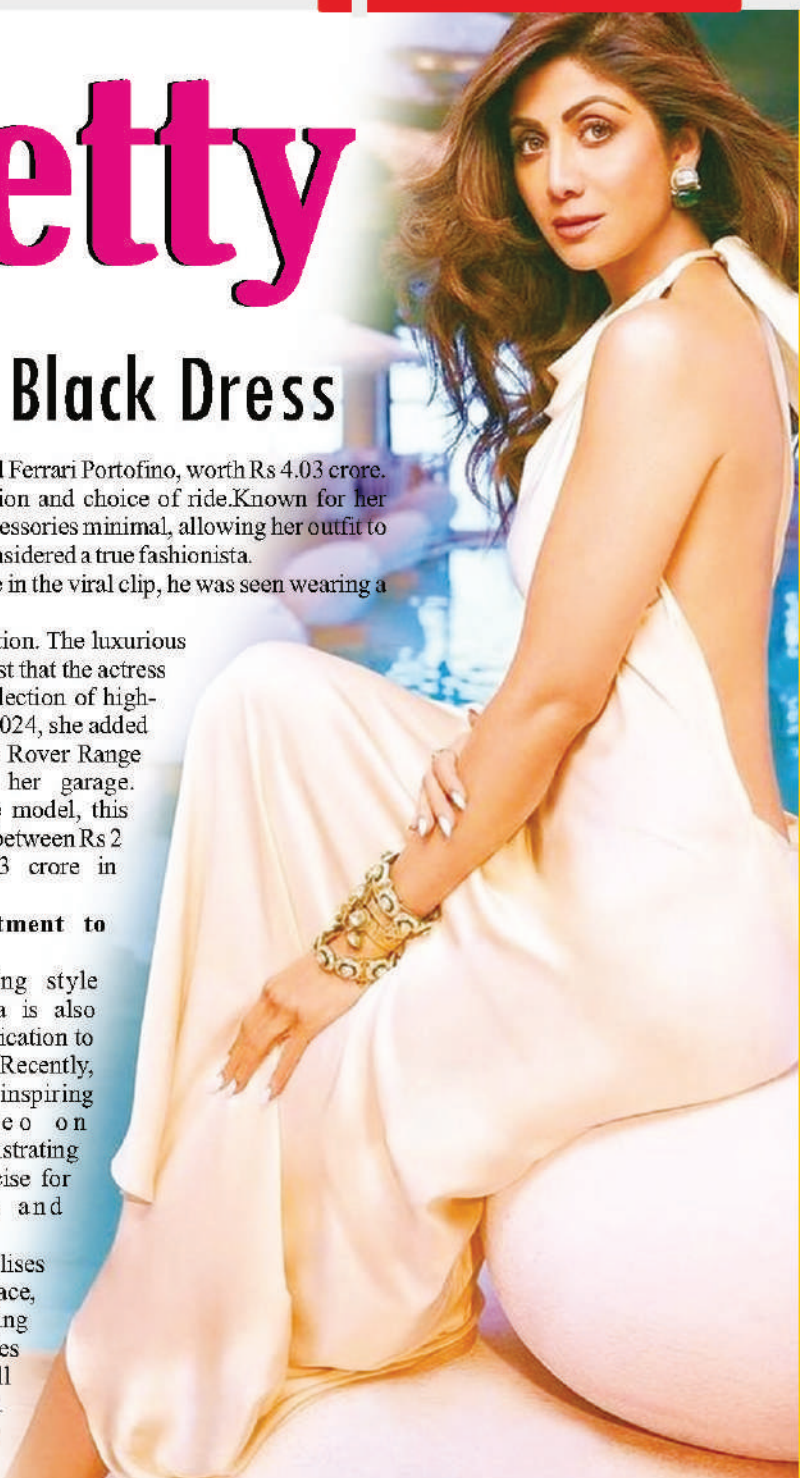 etty
Black Dress
l Ferrari Portofino, worth Rs 4.03 crore.
ion and choice of ride.Known for her
essories minimal, allowing her outfit to
nsidered a true fashionista.
e in the viral clip, he was seen wearing a
tion. The luxurious
st that the actress
lection of high-
024, she added
Rover Range
her garage.
model, this
between Rs 2
3 crore in
tment to
ng style
a is also
ication to
Recently,
inspiring
eo on
strating
ise for
and
lises
ace,
ng
es
ll